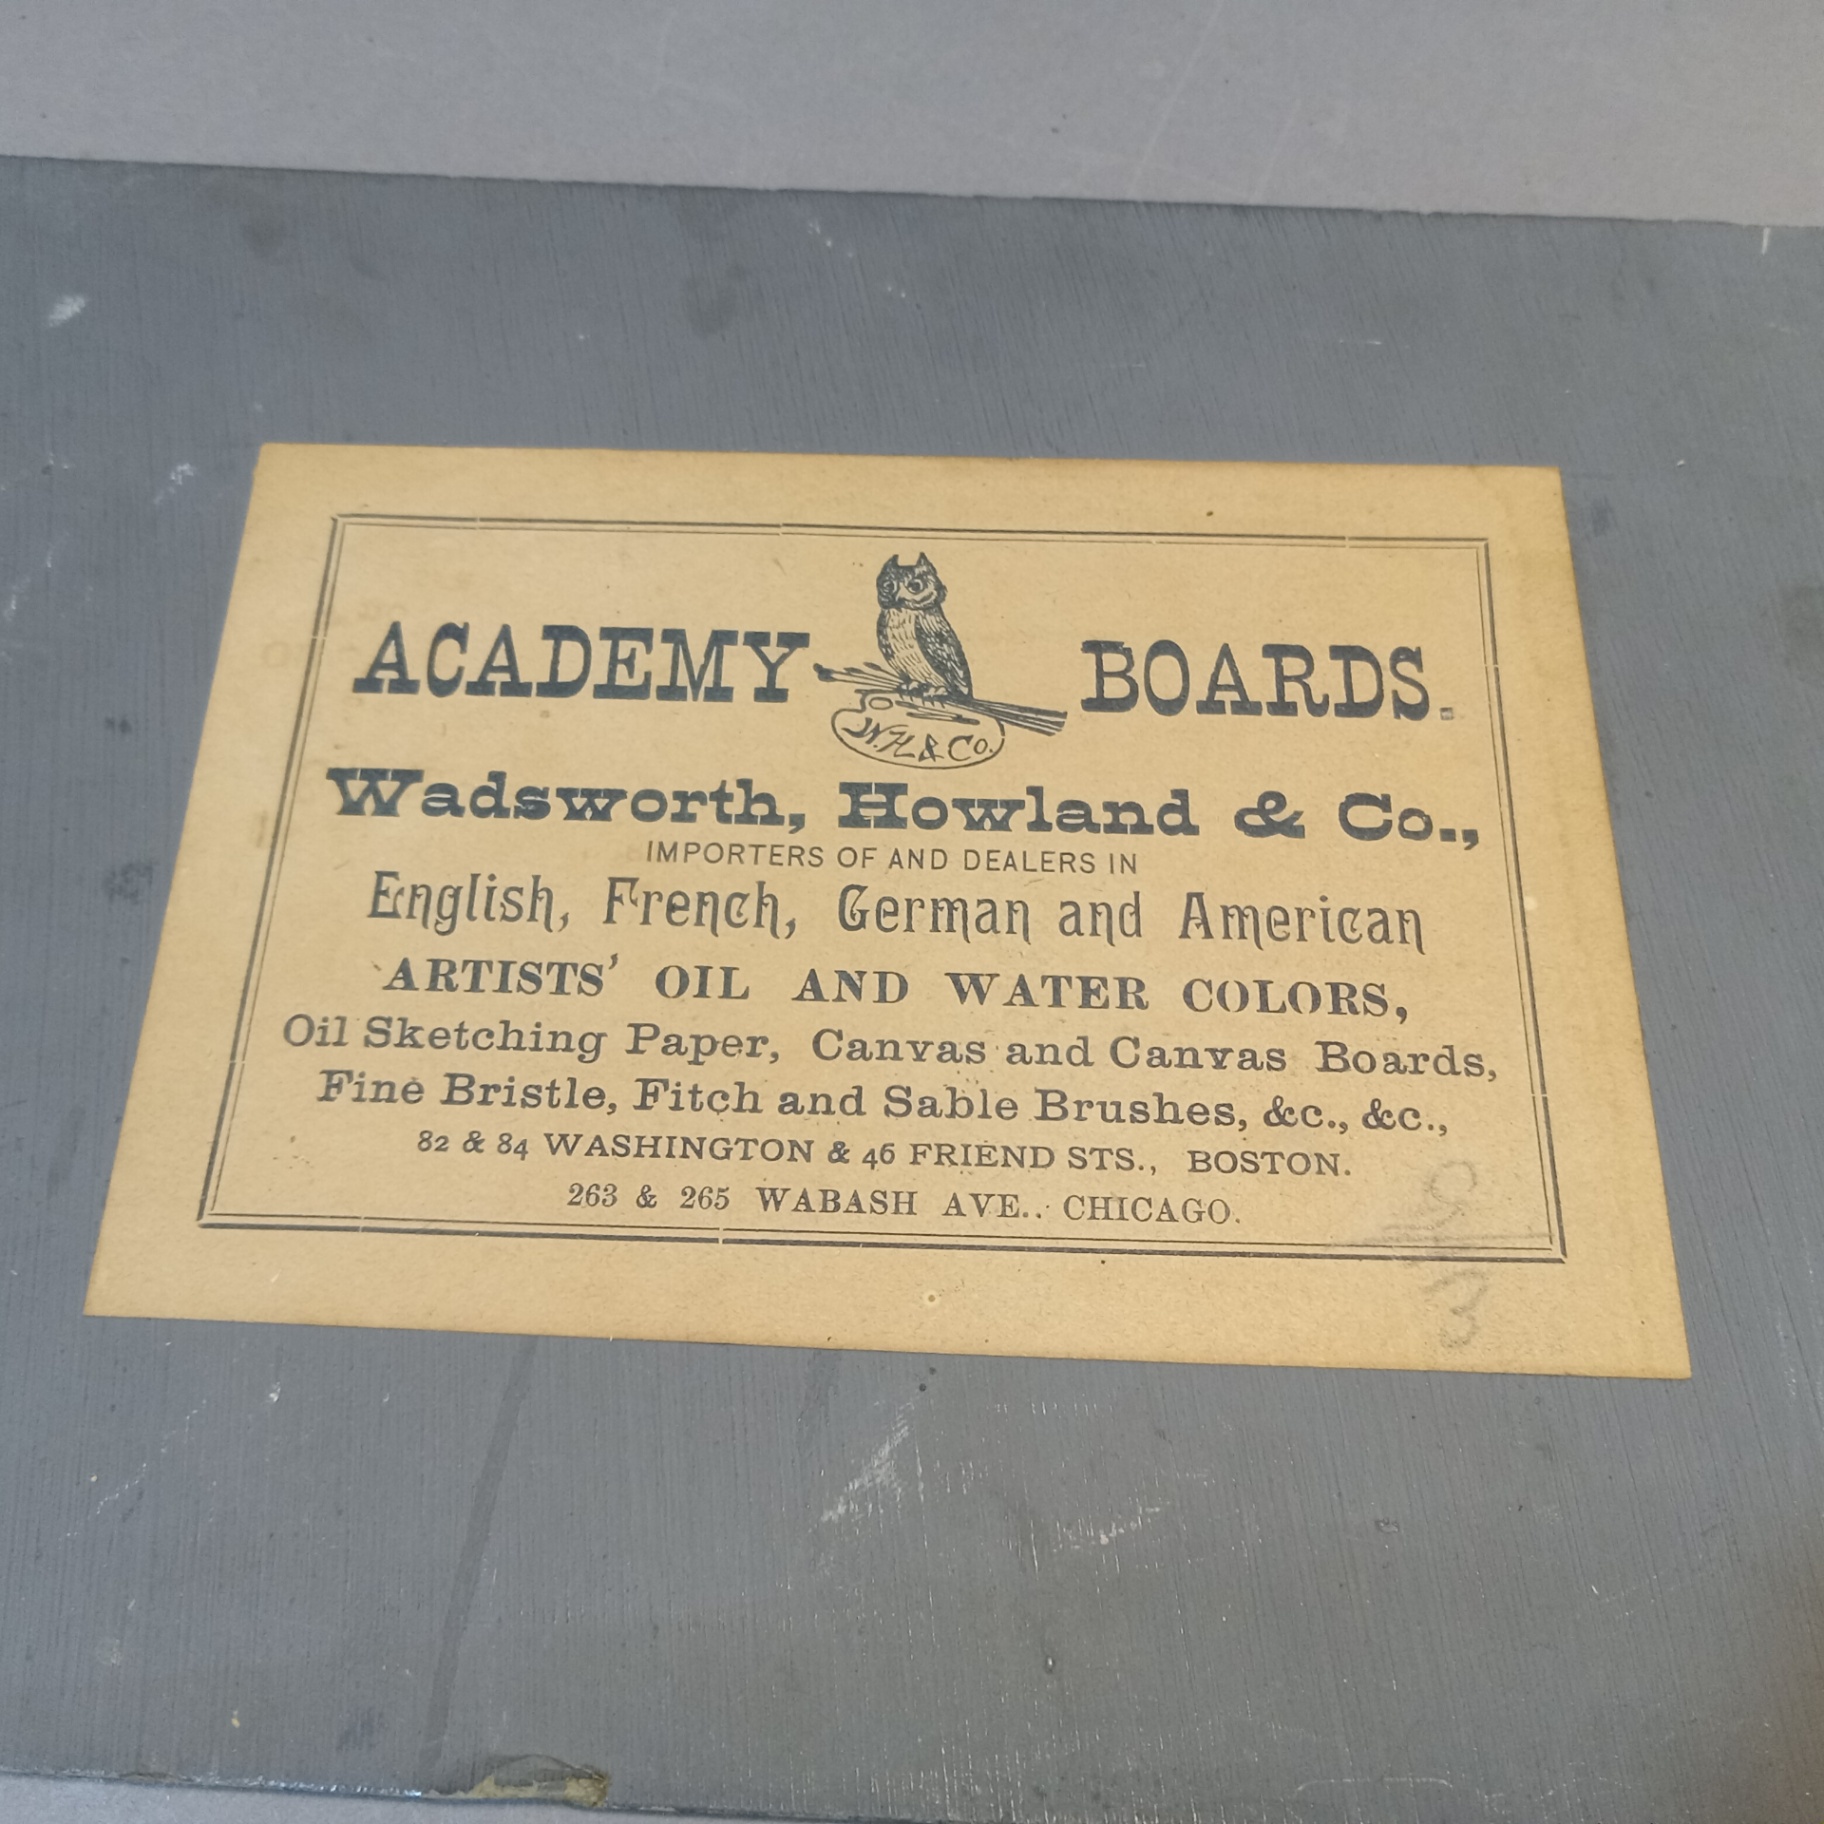 ACADEMY BOARDS.
W. H. & Co.
Wadsworth, Howland & Co.,
IMPORTERS OF AND DEALERS IN
English, French, German and American
ARTISTS' OIL AND WATER COLORS,
Oil Sketching Paper, Canvas and Canvas Boards,
Fine Bristle, Fitch and Sable Brushes, &c., &c.,
82 & 84 WASHINGTON & 46 FRIEND STS., BOSTON.
263 & 265 WABASH AVE., CHICAGO.